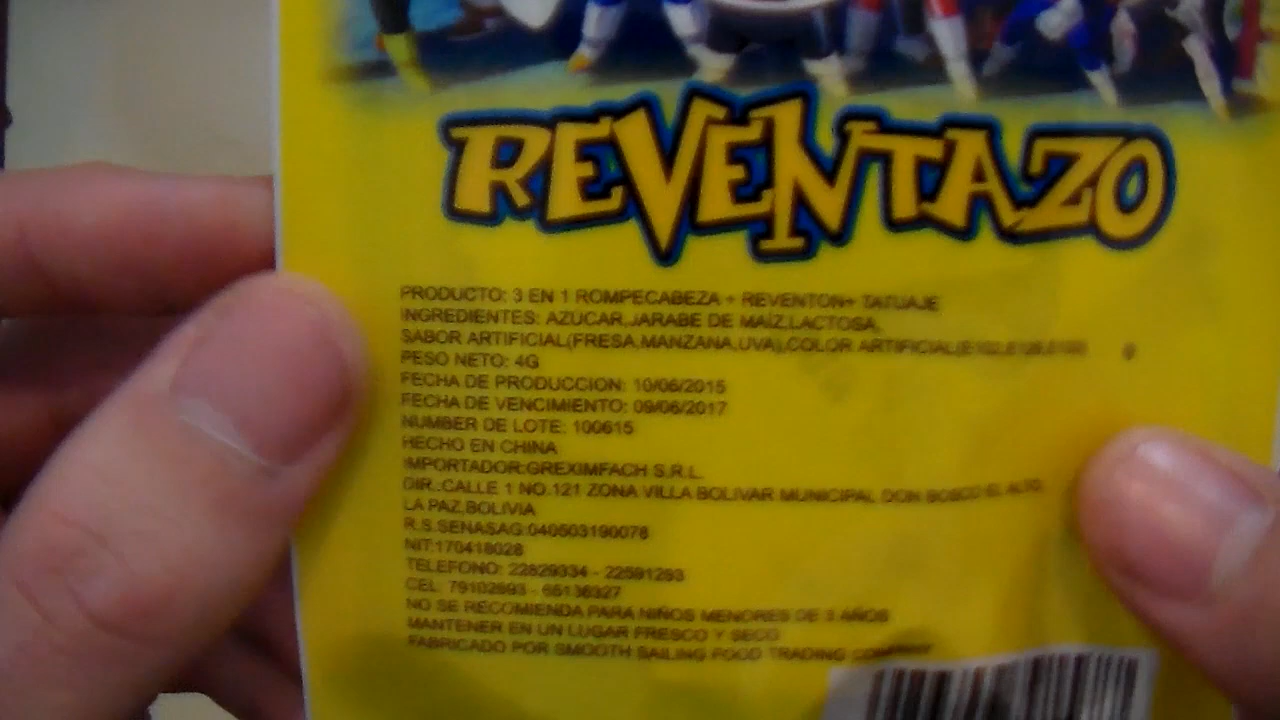 REVENTAZO
PRODUCTO: 3 EN 1 ROMPECABEZA + REVENTON+ TATUAJE
INGREDIENTES: AZUCAR,JARABE DE MAÍZ,LACTOSA,
SABOR ARTIFICIAL(FRESA,MANZANA,UVA),COLOR ARTIFICIAL
PESO NETO: 4G
FECHA DE PRODUCCION: 10/06/2015
FECHA DE VENCIMIENTO: 09/06/2017
NUMBER DE LOTE: 100615
HECHO EN CHINA
IMPORTADOR:GREXIMFACH S.R.L.
DIR.:CALLE 1 NO.121 ZONA VILLA BOLIVAR MUNICIPAL DON BOSCO EL ALTO
LA PAZ,BOLIVIA
R.S.SENASAG:040503190078
NIT:170418028
TELEFONO: 22829334 - 22591293
CEL: 79102693 - 65136327
NO SE RECOMIENDA PARA NIÑOS MENORES DE 3 AÑOS
MANTENER EN UN LUGAR FRESCO Y SECO
FABRICADO POR SMOOTH SAILING FOOD TRADING COMPANY